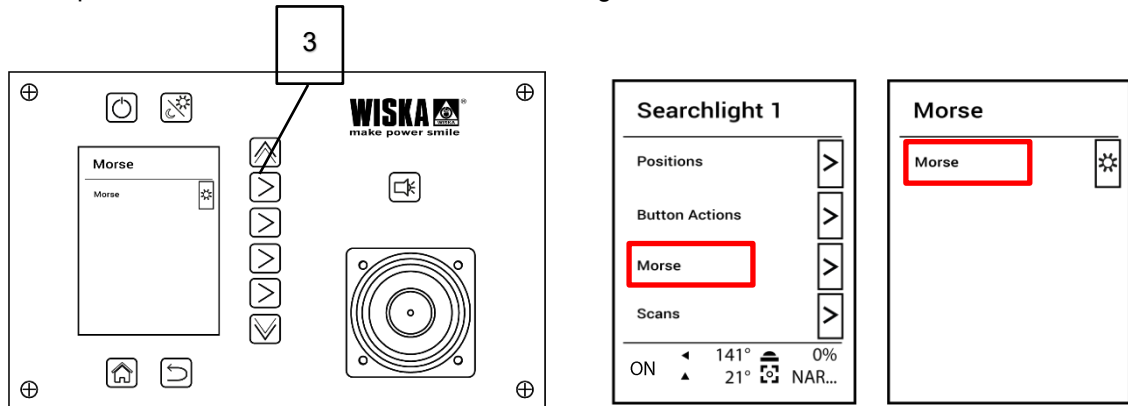 3
WISKA
make power smile
Morse
Morse
Searchlight 1
Positions
Button Actions
Morse
Scans
ON 141° 0%
21° NAR...
Morse
Morse